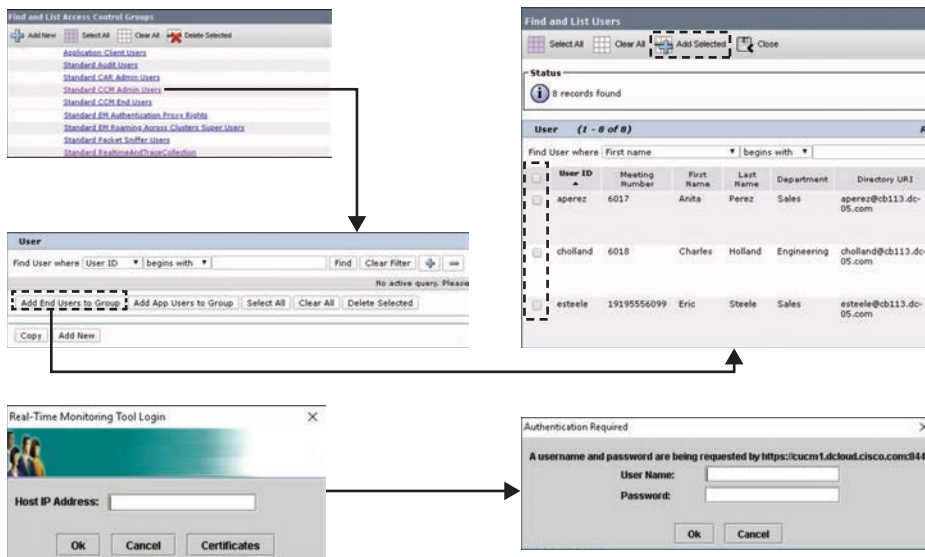 Find and List Access Control Groups
Add New Select All Clear All Delete Selected
Application Client Users
Standard Audit Users
Standard CAR Admin Users
Standard CCM Admin Users
Standard CCM End Users
Standard EM Authentication Proxy Rights
Standard EM Roaming Across Clusters Super Users
Standard Packet Sniffer Users
Standard RealtimeAndTraceCollection
User
Find User where User ID begins with Find Clear Filter
No active query. Please
Add End Users to Group Add App Users to Group Select All Clear All Delete Selected
Copy Add New
Find and List Users
Select All Clear All Add Selected Close
Status
8 records found
User (1 - 8 of 8) R
Find User where First name begins with
User ID Meeting Number First Name Last Name Department Directory URI
aperez 6017 Anita Perez Sales aperez@cb113.dc-05.com
cholland 6018 Charles Holland Engineering cholland@cb113.dc-05.com
esteele 19195556099 Eric Steele Sales esteele@cb113.dc-05.com
Real-Time Monitoring Tool Login
Host IP Address:
Ok Cancel Certificates
Authentication Required
A username and password are being requested by https://cucm1.dcloud.cisco.com:844
User Name:
Password:
Ok Cancel